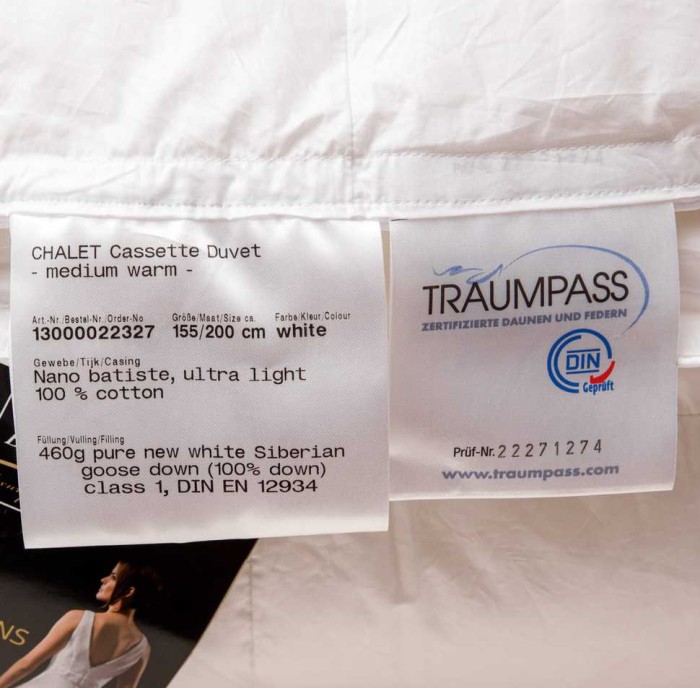 CHALET Cassette Duvet
- medium warm -
Art.-Nr./Bestel-Nr./Order-No Größe/Maat/Size ca. Farbe/Kleur/Colour
13000022327 155/200 cm white
Gewebe/Tijk/Casing
Nano batiste, ultra light
100 % cotton
Füllung/Vulling/Filling
460g pure new white Siberian
goose down (100% down)
class 1, DIN EN 12934
TRAUMPASS
ZERTIFIZIERTE DAUNEN UND FEDERN
DIN
Geprüft
Prüf-Nr. 22271274
www.traumpass.com
NS